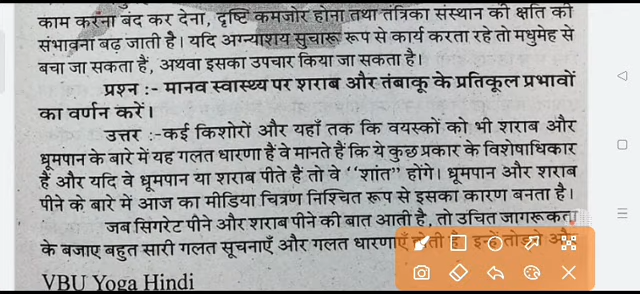 काम करना बंद कर देना, दृष्टि कमजोर होना तथा तंत्रिका संस्थान की क्षति की
संभावना बढ़ जाती है। यदि अग्न्याशय सुचारू रूप से कार्य करता रहे तो मधुमेह से
बचा जा सकता है, अथवा इसका उपचार किया जा सकता है।
प्रश्न :- मानव स्वास्थ्य पर शराब और तंबाकू के प्रतिकूल प्रभावों
का वर्णन करें।
उत्तर :-कई किशोरों और यहाँ तक कि वयस्कों को भी शराब और
धूमपान के बारे में यह गलत धारणा हैं वे मानते हैं कि ये कुछ प्रकार के विशेषाधिकार
हैं और यदि वे धूमपान या शराब पीते हैं तो वे ‘‘शांत’’ होंगे। धूम्रपान और शराब
पीने के बारे में आज का मीडिया चित्रण निश्चित रूप से इसका कारण बनता है।
जब सिगरेट पीने और शराब पीने की बात आती है, तो उचित जागरूकता
के बजाए बहुत सारी गलत सूचनाएँ और गलत धारणाएँ होती है
VBU Yoga Hindi